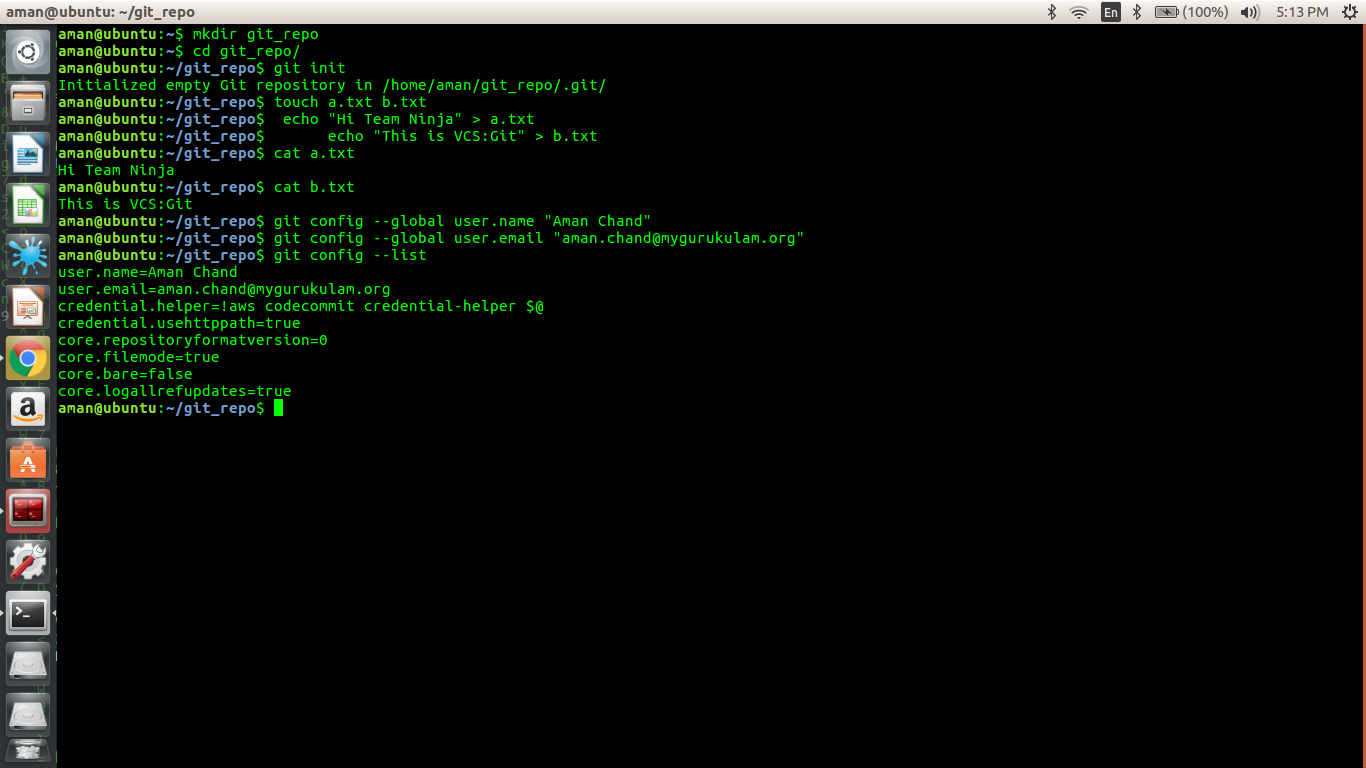 aman@ubuntu: ~/git_repo
En
(100%)
5:13 PM
aman@ubuntu:~$ mkdir git_repo
aman@ubuntu:~$ cd git_repo/
aman@ubuntu:~/git_repo$ git init
Initialized empty Git repository in /home/aman/git_repo/.git/
aman@ubuntu:~/git_repo$ touch a.txt b.txt
aman@ubuntu:~/git_repo$  echo "Hi Team Ninja" > a.txt
aman@ubuntu:~/git_repo$       echo "This is VCS:Git" > b.txt
aman@ubuntu:~/git_repo$ cat a.txt
Hi Team Ninja
aman@ubuntu:~/git_repo$ cat b.txt
This is VCS:Git
aman@ubuntu:~/git_repo$ git config --global user.name "Aman Chand"
aman@ubuntu:~/git_repo$ git config --global user.email "aman.chand@mygurukulam.org"
aman@ubuntu:~/git_repo$ git config --list
user.name=Aman Chand
user.email=aman.chand@mygurukulam.org
credential.helper=!aws codecommit credential-helper $@
credential.usehttppath=true
core.repositoryformatversion=0
core.filemode=true
core.bare=false
core.logallrefupdates=true
aman@ubuntu:~/git_repo$